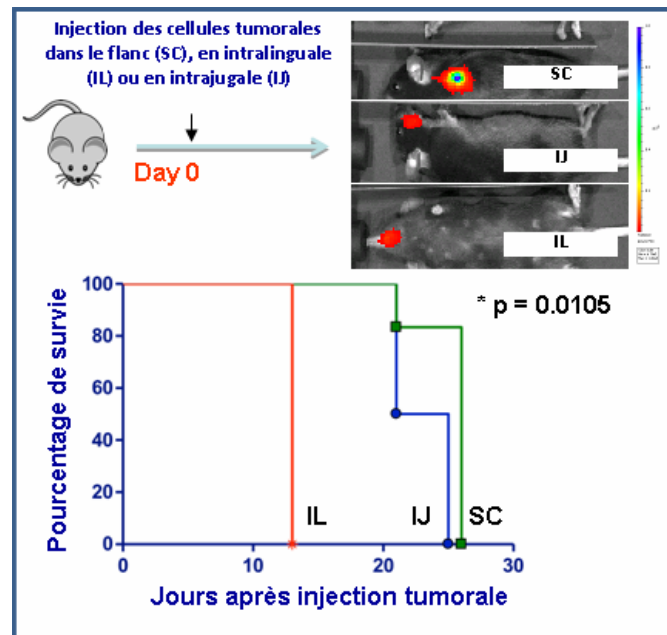 Injection des cellules tumorales
dans le flanc (SC), en intralinguale
(IL) ou en intrajugale (IJ)
Day 0
SC
IJ
IL
* p = 0.0105
Pourcentage de survie
100
80
60
40
20
0
IL
IJ
SC
0
10
20
30
Jours après injection tumorale